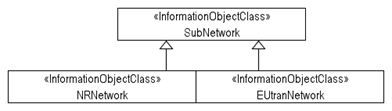 «InformationObjectClass»
SubNetwork
«InformationObjectClass»
NRNetwork
«InformationObjectClass»
EUtranNetwork